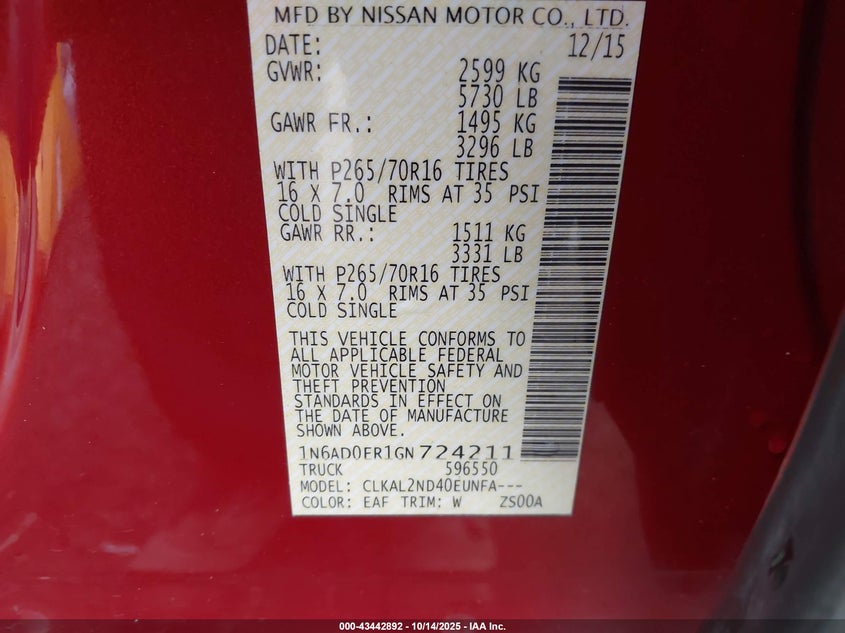 MFD BY NISSAN MOTOR CO., LTD.
DATE: 12/15
GVWR: 2599 KG
5730 LB
GAWR FR.: 1495 KG
3296 LB
WITH P265/70R16 TIRES
16 X 7.0 RIMS AT 35 PSI
COLD SINGLE
GAWR RR.: 1511 KG
3331 LB
WITH P265/70R16 TIRES
16 X 7.0 RIMS AT 35 PSI
COLD SINGLE
THIS VEHICLE CONFORMS TO
ALL APPLICABLE FEDERAL
MOTOR VEHICLE SAFETY AND
THEFT PREVENTION
STANDARDS IN EFFECT ON
THE DATE OF MANUFACTURE
SHOWN ABOVE.
1N6AD0ER1GN724211
TRUCK 596550
MODEL: CLKAL2ND40EUNFA---
COLOR: EAF TRIM: W ZS00A
000-43442892 - 10/14/2025 - IAA Inc.